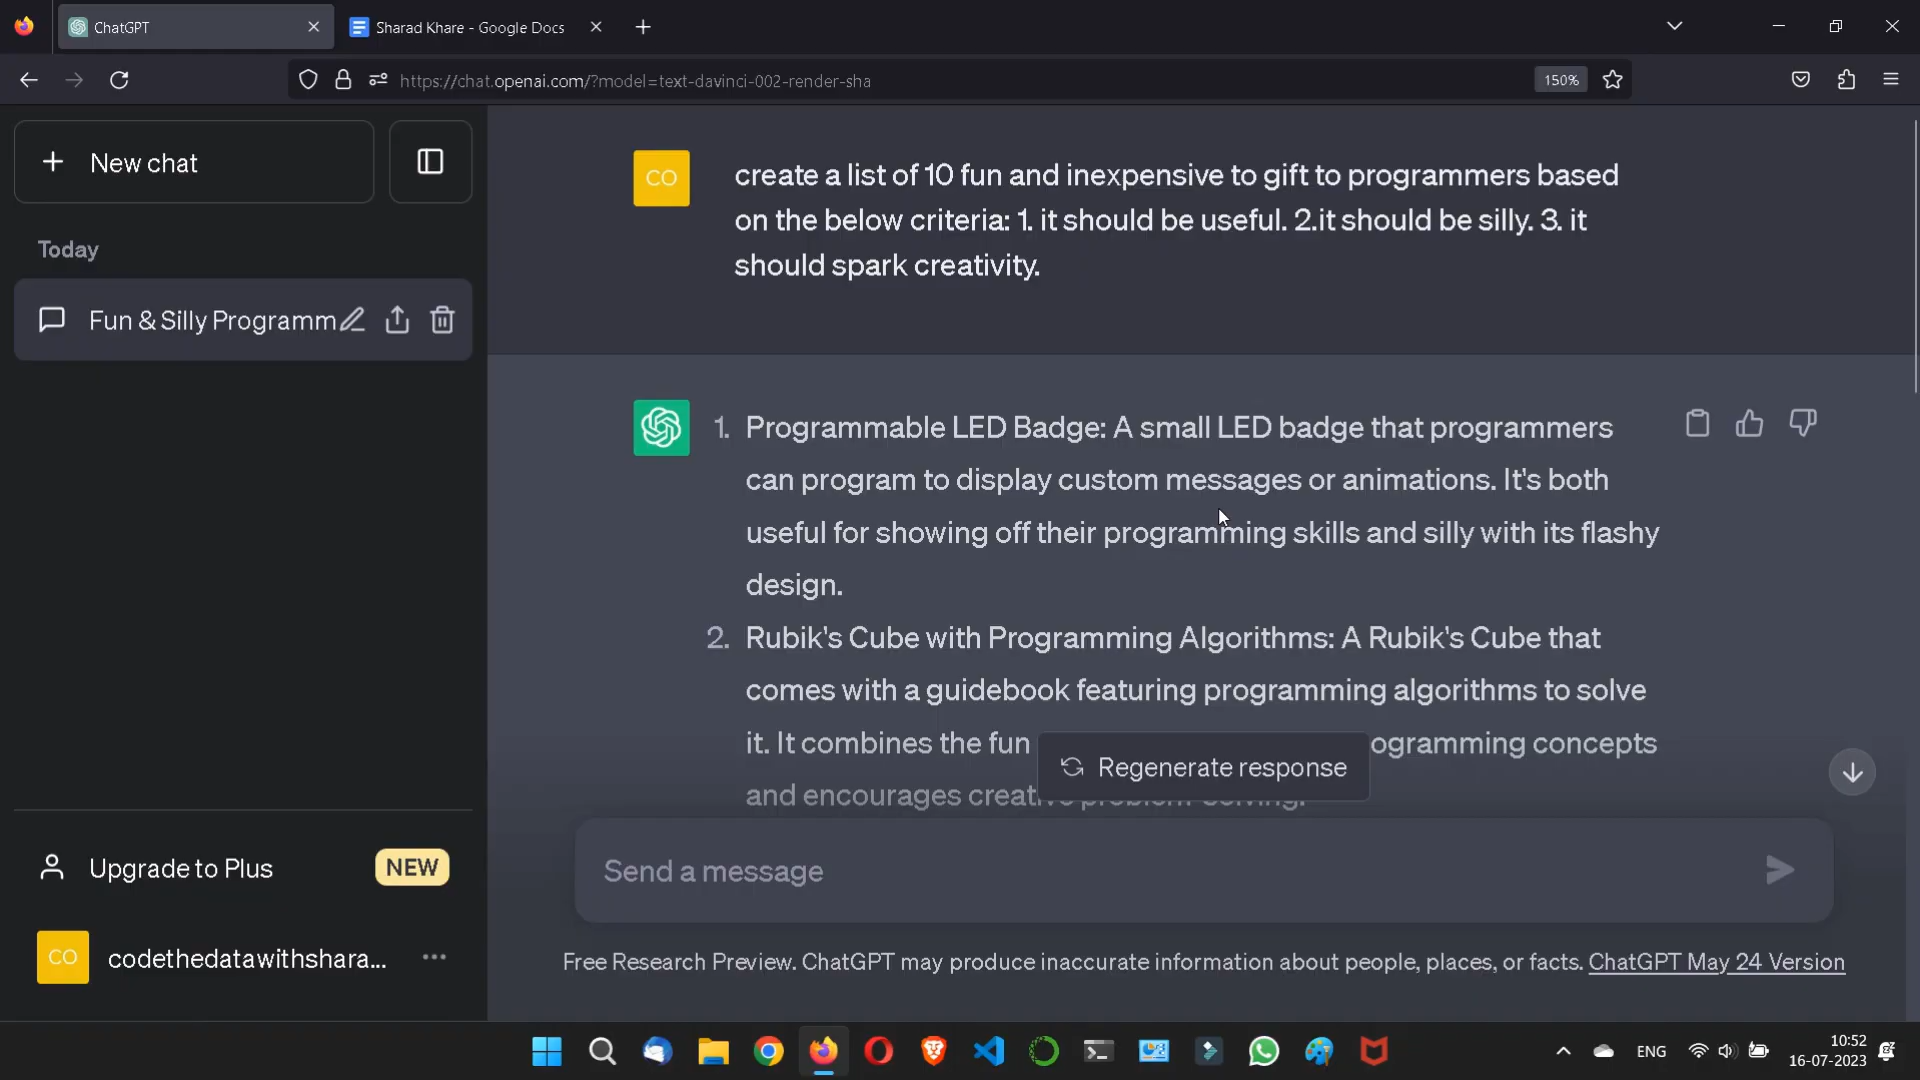 ChatGPT
Sharad Khare - Google Docs
https://chat.openai.com/?model=text-davinci-002-render-sha
150%
New chat
Today
Fun & Silly Programm
CO
create a list of 10 fun and inexpensive to gift to programmers based
on the below criteria: 1. it should be useful. 2.it should be silly. 3. it
should spark creativity.
1. Programmable LED Badge: A small LED badge that programmers
can program to display custom messages or animations. It's both
useful for showing off their programming skills and silly with its flashy
design.
2. Rubik's Cube with Programming Algorithms: A Rubik's Cube that
comes with a guidebook featuring programming algorithms to solve
it. It combines the fun ogramming concepts
and encourages creative problem-solving.
Regenerate response
Send a message
Upgrade to Plus
NEW
CO
codethedatawithshara...
Free Research Preview. ChatGPT may produce inaccurate information about people, places, or facts. ChatGPT May 24 Version
ENG
10:52
16-07-2023